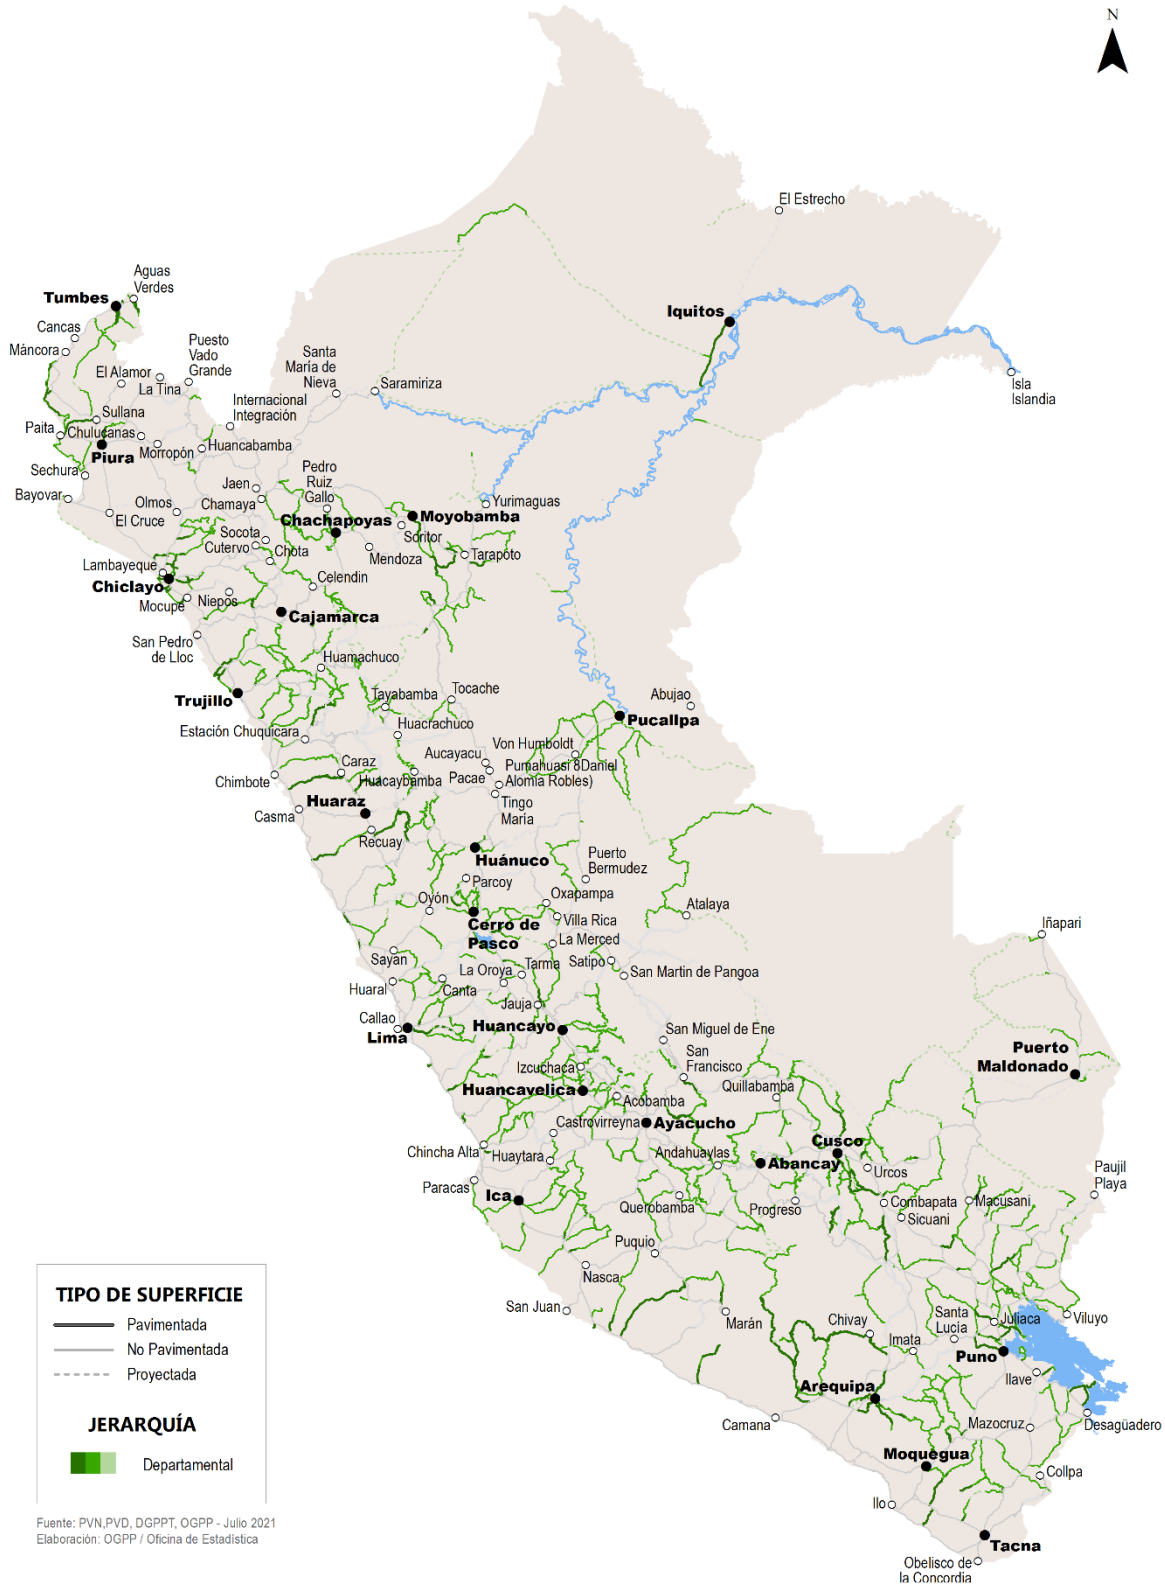 N
El Estrecho
Aguas
Verdes
Tumbes
Iquitos
Cancas
Máncora
Puesto
Vado
Grande
Santa
María de
Nieva
El Alamor
La Tina
Saramiriza
Isla
Islandia
Internacional
Integración
Sullana
Paita
Chulucanas
Piura
Morropón
Huancabamba
Sechura
Bayovar
Jaen
Chamaya
Pedro
Ruiz
Gallo
Yurimaguas
Olmos
El Cruce
Chachapoyas
Moyobamba
Soritor
Socota
Cutervo
Chota
Mendoza
Tarapoto
Lambayeque
Chiclayo
Celendin
Mocupe
Niepos
Cajamarca
San Pedro
de Lloc
Huamachuco
Trujillo
Tayabamba
Tocache
Abujao
Pucallpa
Huacrachuco
Estación Chuquicara
Von Humboldt
Aucayacu
Pumahuasi 8Daniel
Alomia Robles)
Caraz
Chimbote
Huacaybamba
Pacae
Huaraz
Tingo
María
Casma
Recuay
Huánuco
Puerto
Bermudez
Parcoy
Oxapampa
Oyón
Atalaya
Villa Rica
Cerro de
Pasco
Iñapari
La Merced
Sayan
La Oroya
Tarma
Satipo
San Martin de Pangoa
Huaral
Canta
Jauja
Callao
Lima
Huancayo
San Miguel de Ene
Puerto
Maldonado
Izcuchaca
San
Francisco
Huancavelica
Quillabamba
Acobamba
Castrovirreyna
Ayacucho
Chincha Alta
Huaytara
Andahuaylas
Cusco
Abancay
Urcos
Paujil
Playa
Paracas
Ica
Querobamba
Progreso
Combapata
Macusani
Sicuani
Puquio
Nasca
San Juan
Marán
Chivay
Santa
Lucía
Juliaca
Viluyo
Imata
Puno
Ilave
Arequipa
Camana
Mazocruz
Desagüadero
Moquegua
Collpa
Ilo
Tacna
Obelisco de
la Concordia
TIPO DE SUPERFICIE
Pavimentada
No Pavimentada
Proyectada
JERARQUÍA
Departamental
Fuente: PVN,PVD, DGPPT, OGPP - Julio 2021
Elaboración: OGPP / Oficina de Estadística